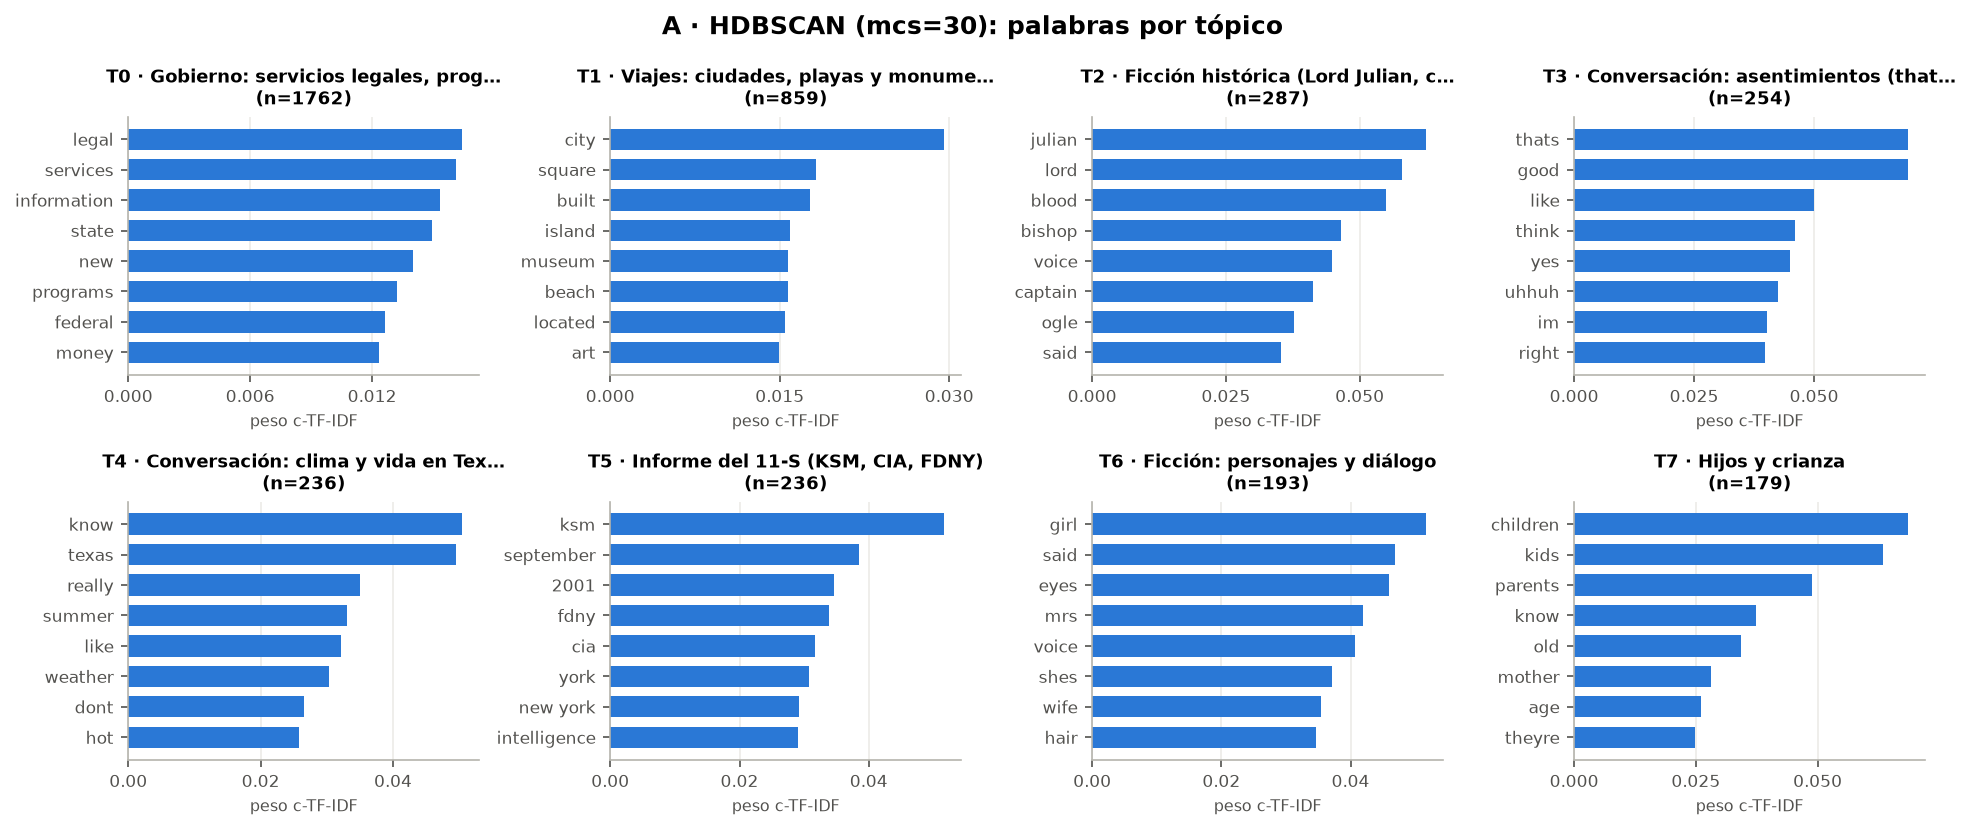 A · HDBSCAN (mcs=30): palabras por tópico
T0 · Gobierno: servicios legales, prog…
(n=1762)
legal
services
information
state
new
programs
federal
money
0.000 0.006 0.012
peso c-TF-IDF
T1 · Viajes: ciudades, playas y monume…
(n=859)
city
square
built
island
museum
beach
located
art
0.000 0.015 0.030
peso c-TF-IDF
T2 · Ficción histórica (Lord Julian, c…
(n=287)
julian
lord
blood
bishop
voice
captain
ogle
said
0.000 0.025 0.050
peso c-TF-IDF
T3 · Conversación: asentimientos (that…
(n=254)
thats
good
like
think
yes
uhhuh
im
right
0.000 0.025 0.050
peso c-TF-IDF
T4 · Conversación: clima y vida en Tex…
(n=236)
know
texas
really
summer
like
weather
dont
hot
0.00 0.02 0.04
peso c-TF-IDF
T5 · Informe del 11-S (KSM, CIA, FDNY)
(n=236)
ksm
september
2001
fdny
cia
york
new york
intelligence
0.00 0.02 0.04
peso c-TF-IDF
T6 · Ficción: personajes y diálogo
(n=193)
girl
said
eyes
mrs
voice
shes
wife
hair
0.00 0.02 0.04
peso c-TF-IDF
T7 · Hijos y crianza
(n=179)
children
kids
parents
know
old
mother
age
theyre
0.000 0.025 0.050
peso c-TF-IDF